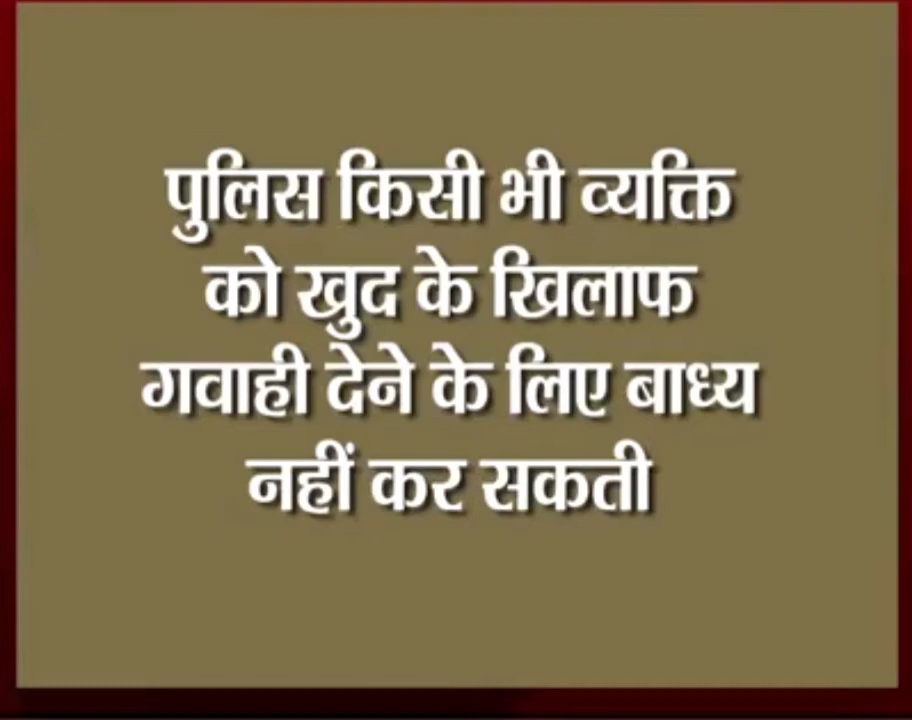 पुलिस किसी भी व्यक्ति
को खुद के खिलाफ
गवाही देने के लिए बाध्य
नहीं कर सकती